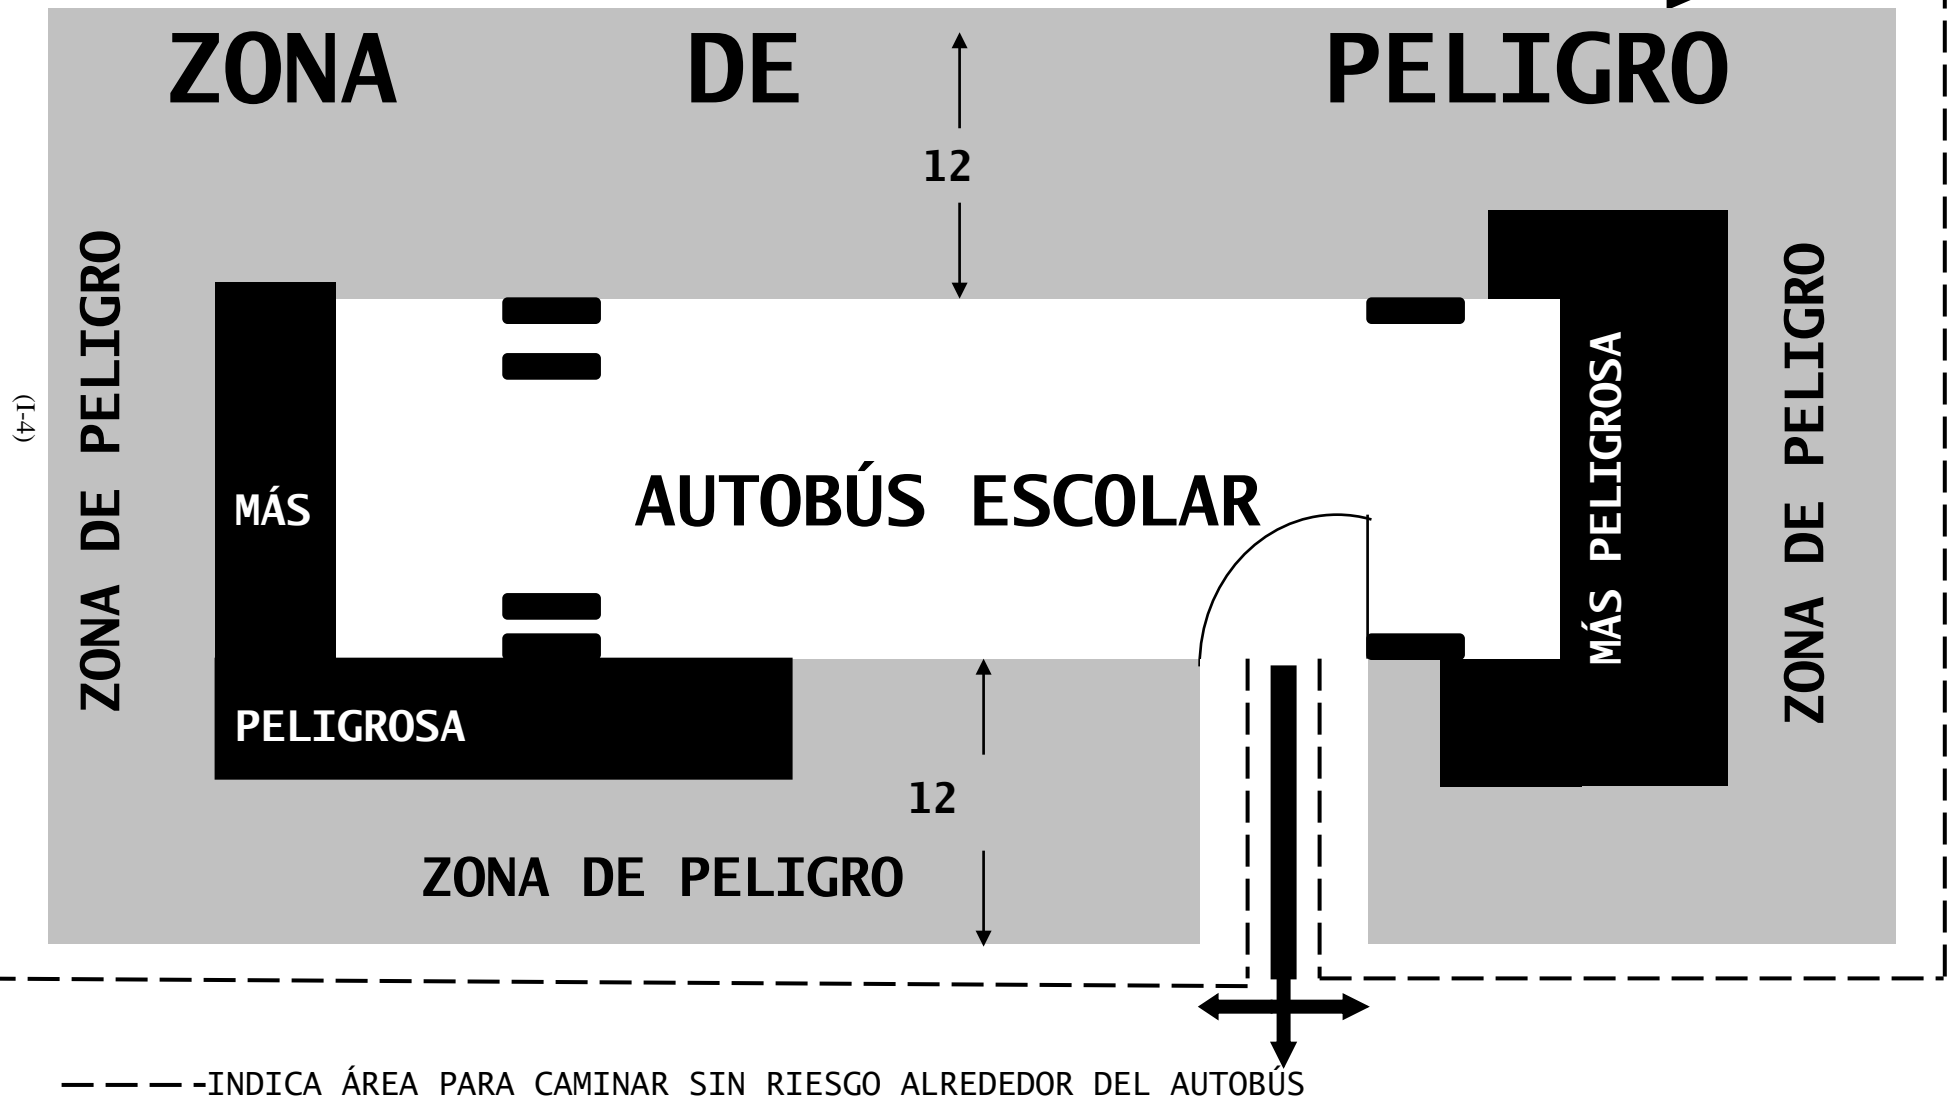 ZONA DE PELIGRO
12
ZONA DE PELIGRO
(I-4)
MÁS
AUTOBÚS ESCOLAR
MÁS PELIGROSA
ZONA DE PELIGRO
PELIGROSA
12
ZONA DE PELIGRO
INDICA ÁREA PARA CAMINAR SIN RIESGO ALREDEDOR DEL AUTOBÚS